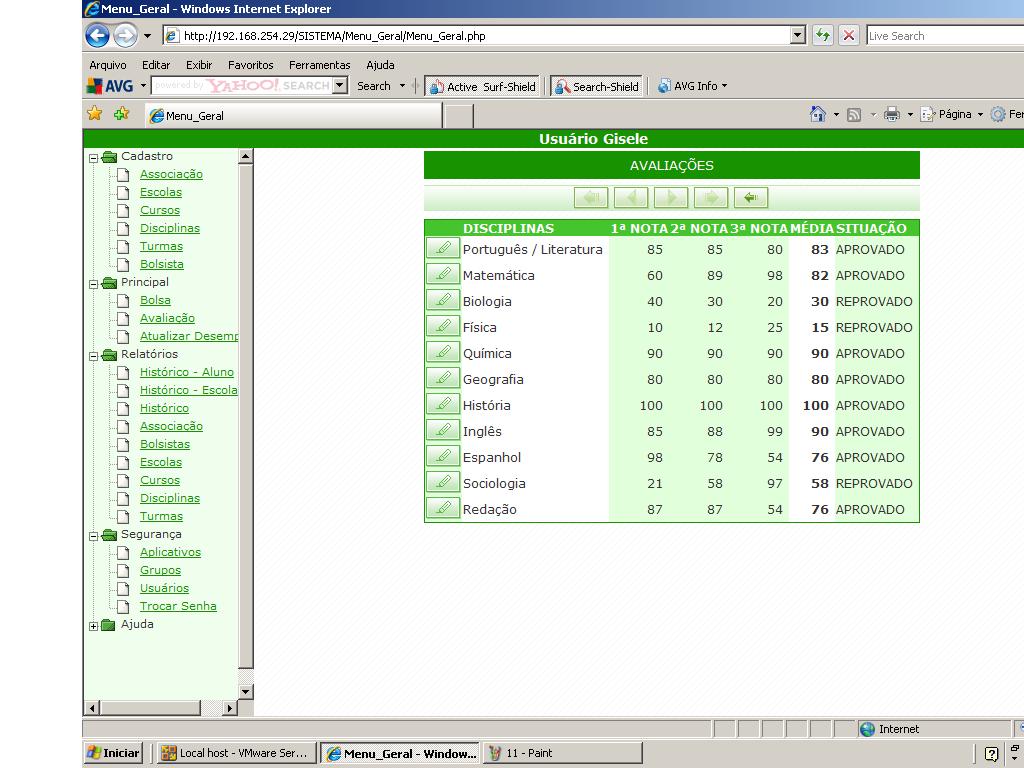 Menu_Geral - Windows Internet Explorer
http://192.168.254.29/SISTEMA/Menu_Geral/Menu_Geral.php
Live Search
Arquivo Editar Exibir Favoritos Ferramentas Ajuda
AVG powered by YAHOO! SEARCH Search Active Surf-Shield Search-Shield AVG Info
Menu_Geral Página Fer
Usuário Gisele
Cadastro
Associação
Escolas
Cursos
Disciplinas
Turmas
Bolsista
Principal
Bolsa
Avaliação
Atualizar Desemp
Relatórios
Histórico - Aluno
Histórico - Escola
Histórico
Associação
Bolsistas
Escolas
Cursos
Disciplinas
Turmas
Segurança
Aplicativos
Grupos
Usuários
Trocar Senha
Ajuda
AVALIAÇÕES
DISCIPLINAS 1ª NOTA 2ª NOTA 3ª NOTA MÉDIA SITUAÇÃO
Português / Literatura 85 85 80 83 APROVADO
Matemática 60 89 98 82 APROVADO
Biologia 40 30 20 30 REPROVADO
Física 10 12 25 15 REPROVADO
Química 90 90 90 90 APROVADO
Geografia 80 80 80 80 APROVADO
História 100 100 100 100 APROVADO
Inglês 85 88 99 90 APROVADO
Espanhol 98 78 54 76 APROVADO
Sociologia 21 58 97 58 REPROVADO
Redação 87 87 54 76 APROVADO
Internet
Iniciar Local host - VMware Ser... Menu_Geral - Window... 11 - Paint